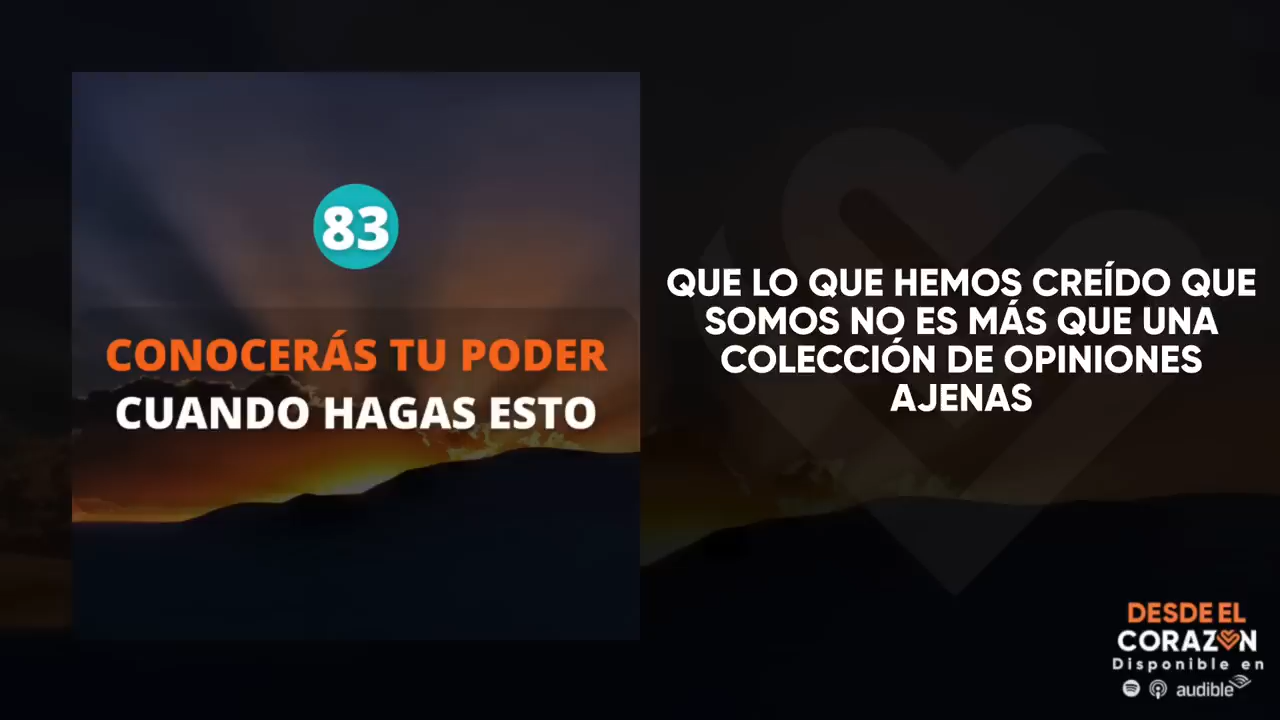 83
CONOCERÁS TU PODER
CUANDO HAGAS ESTO
QUE LO QUE HEMOS CREÍDO QUE
SOMOS NO ES MÁS QUE UNA
COLECCIÓN DE OPINIONES
AJENAS
DESDE EL
CORAZON
Disponible en
audible